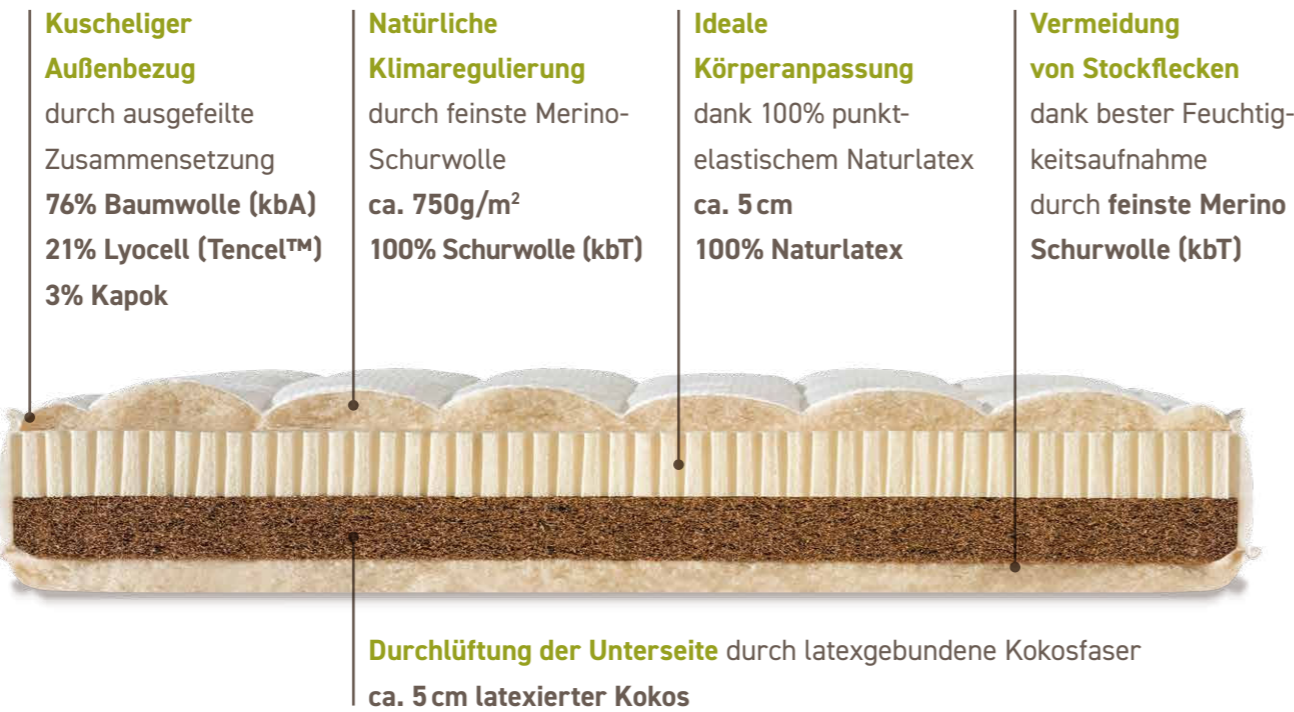 Kuscheliger
Außenbezug
durch ausgefeilte
Zusammensetzung
76% Baumwolle (kbA)
21% Lyocell (Tencel™)
3% Kapok
Natürliche
Klimaregulierung
durch feinste Merino-
Schurwolle
ca. 750g/m²
100% Schurwolle (kbT)
Ideale
Körperanpassung
dank 100% punkt-
elastischem Naturlatex
ca. 5 cm
100% Naturlatex
Vermeidung
von Stockflecken
dank bester Feuchtig-
keitsaufnahme
durch feinste Merino
Schurwolle (kbT)
Durchlüftung der Unterseite durch latexgebundene Kokosfaser
ca. 5 cm latexierter Kokos